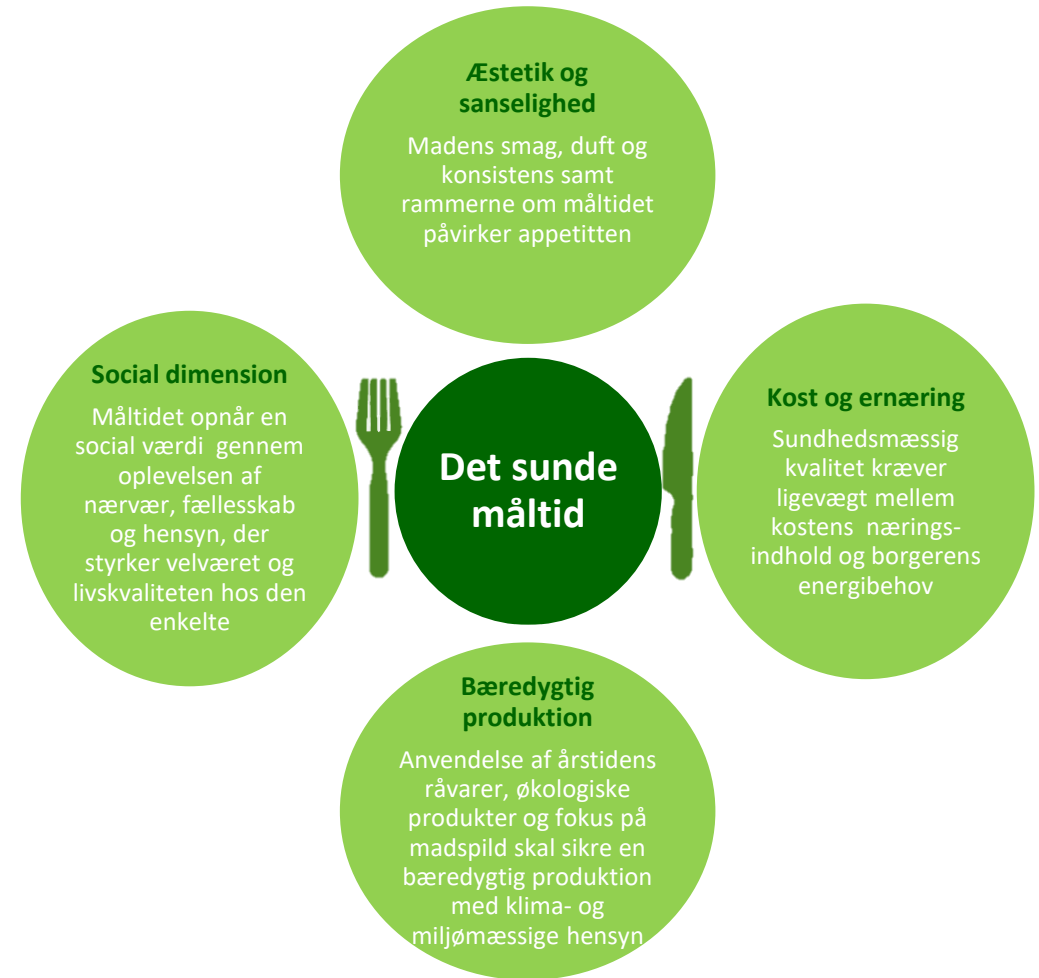 Æstetik og
sanselighed
Madens smag, duft og
konsistens samt
rammerne om måltidet
påvirker appetitten
Social dimension
Måltidet opnår en
social værdi gennem
oplevelsen af
nærvær, fællesskab
og hensyn, der
styrker velværet og
livskvaliteten hos den
enkelte
Det sunde
måltid
Kost og ernæring
Sundhedsmæssig
kvalitet kræver
ligevægt mellem
kostens nærings-
indhold og borgerens
energibehov
Bæredygtig
produktion
Anvendelse af årstidens
råvarer, økologiske
produkter og fokus på
madspild skal sikre en
bæredygtig produktion
med klima- og
miljømæssige hensyn